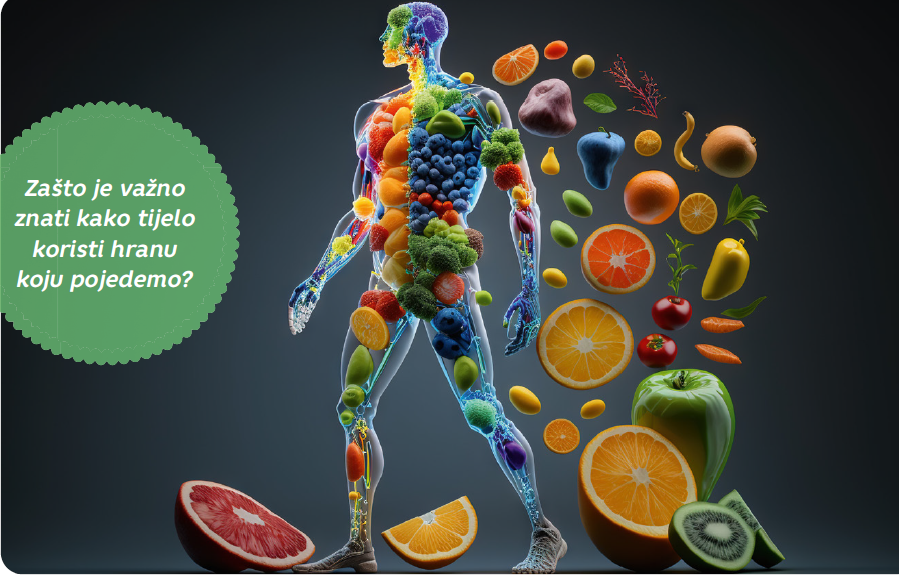 Zašto je važno
znati kako tijelo
koristi hranu
koju pojedemo?